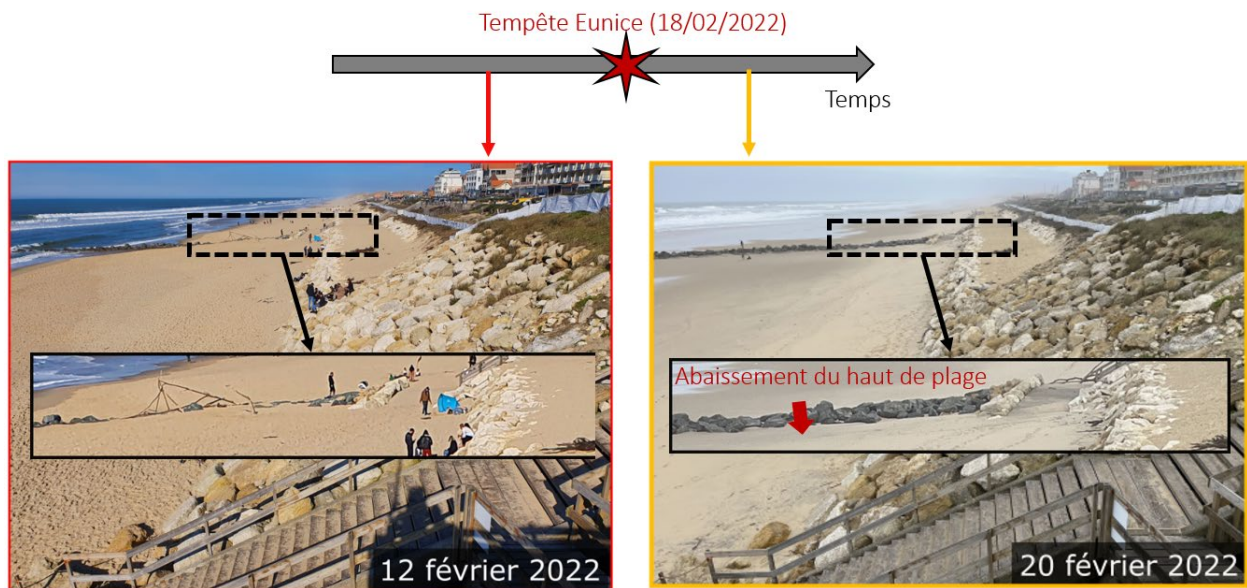 Tempête Eunice (18/02/2022)
Temps
Abaissement du haut de plage
12 février 2022
20 février 2022